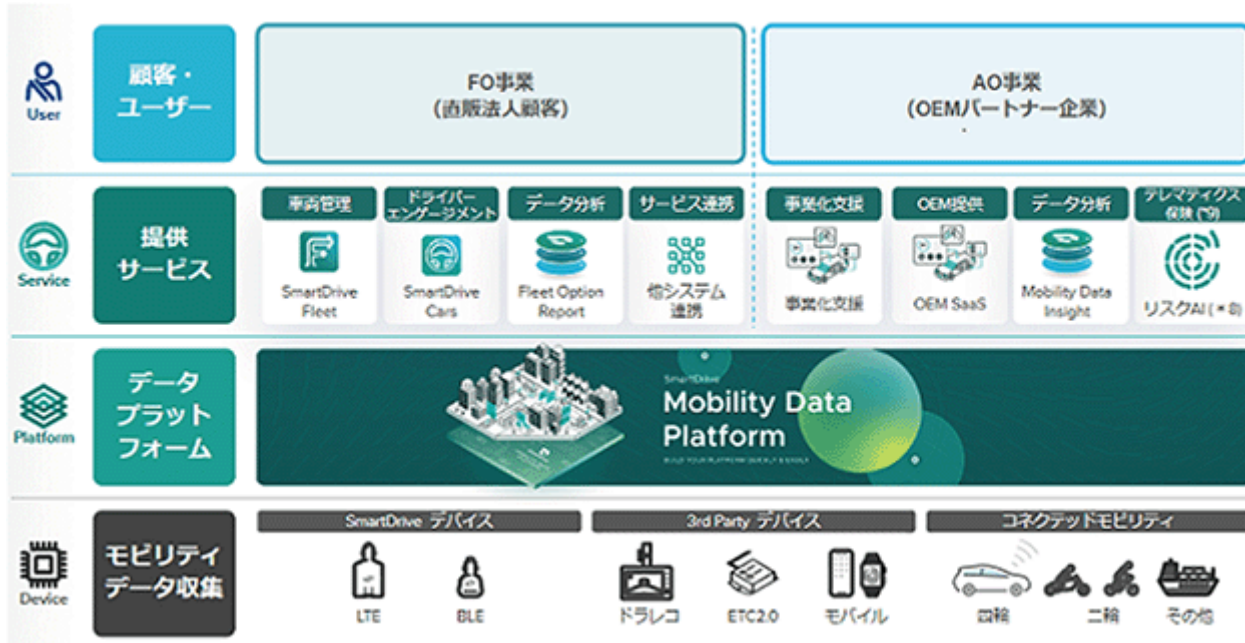 User
顧客・
ユーザー
FO事業
(直販法人顧客)
AO事業
(OEMパートナー企業)
Service
提供
サービス
車両管理
SmartDrive
Fleet
ドライバー
エンゲージメント
SmartDrive
Cars
データ分析
Fleet Option
Report
サービス連携
他システム
連携
事業化支援
事業化支援
OEM提供
OEM SaaS
データ分析
Mobility Data
Insight
テレマティクス
保険(*9)
リスクAI(*8)
Platform
データ
プラット
フォーム
SmartDrive
Mobility Data
Platform
BUILD YOUR PLATFORM QUICKLY & EASILY
Device
モビリティ
データ収集
SmartDrive デバイス
LTE
BLE
3rd Party デバイス
ドラレコ
ETC2.0
モバイル
コネクテッドモビリティ
四輪
二輪
その他